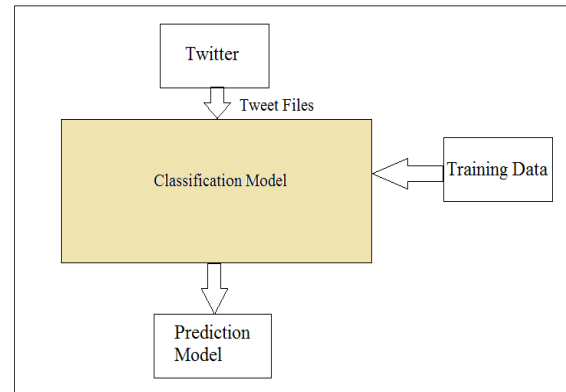 Twitter
Tweet Files
Classification Model
Training Data
Prediction
Model